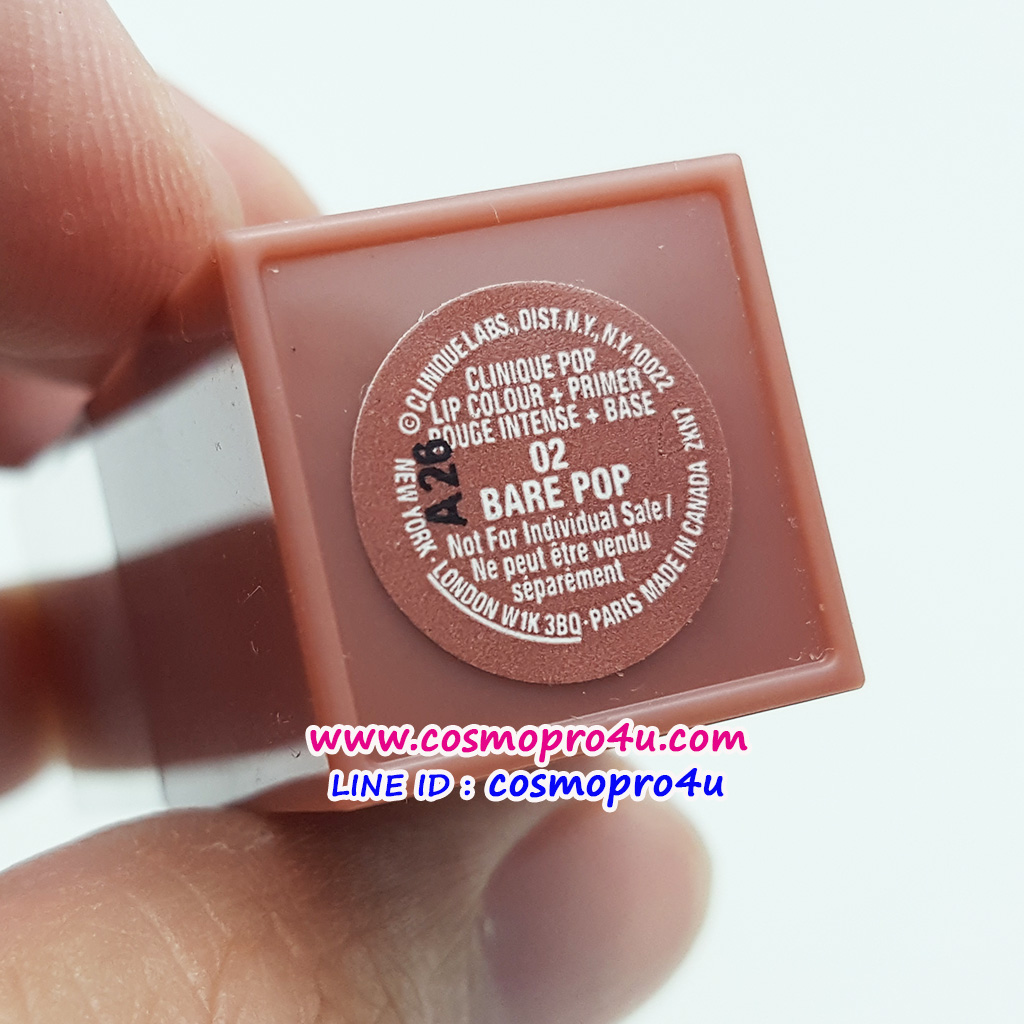 ©CLINIQUE LABS., DIST. N.Y., N.Y. 10022
CLINIQUE POP
LIP COLOUR + PRIMER
ROUGE INTENSE + BASE
02
BARE POP
Not For Individual Sale /
Ne peut être vendu
séparément
NEW YORK · LONDON W1K 3BQ · PARIS MADE IN CANADA ZKN7
A26
www.cosmopro4u.com
LINE ID : cosmopro4u